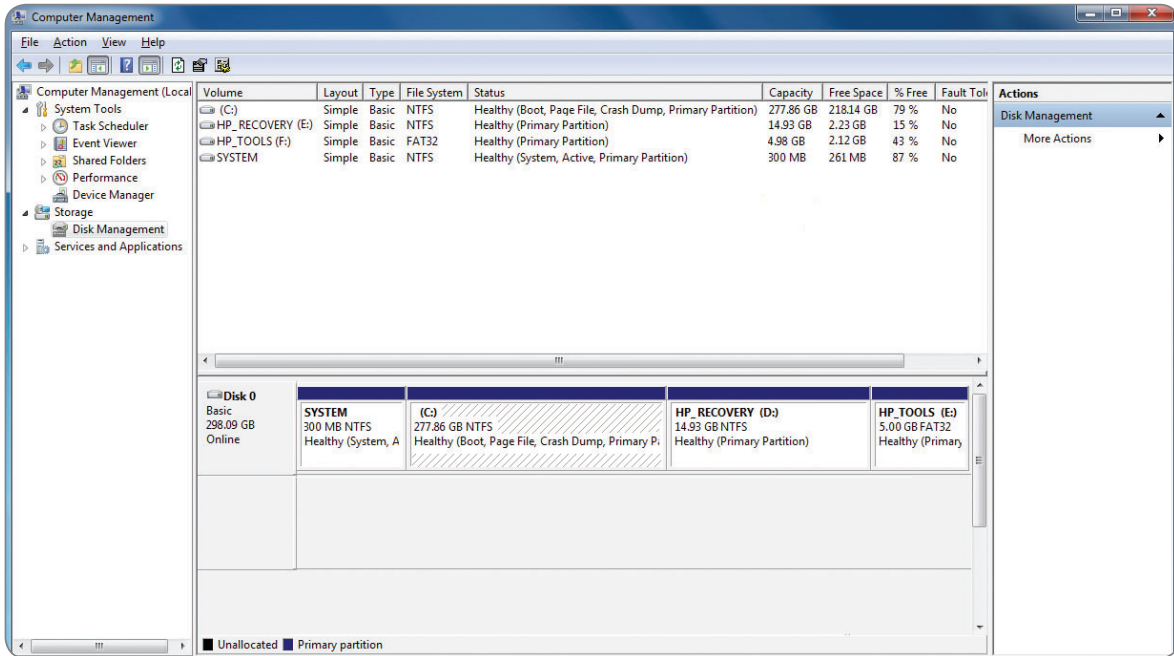 Computer Management
File Action View Help
Computer Management (Local
System Tools
Task Scheduler
Event Viewer
Shared Folders
Performance
Device Manager
Storage
Disk Management
Services and Applications
Volume Layout Type File System Status Capacity Free Space % Free Fault Tole
(C:) Simple Basic NTFS Healthy (Boot, Page File, Crash Dump, Primary Partition) 277.86 GB 218.14 GB 79 % No
HP_RECOVERY (E:) Simple Basic NTFS Healthy (Primary Partition) 14.93 GB 2.23 GB 15 % No
HP_TOOLS (F:) Simple Basic FAT32 Healthy (Primary Partition) 4.98 GB 2.12 GB 43 % No
SYSTEM Simple Basic NTFS Healthy (System, Active, Primary Partition) 300 MB 261 MB 87 % No
Disk 0
Basic
298.09 GB
Online
SYSTEM
300 MB NTFS
Healthy (System, A
(C:)
277.86 GB NTFS
Healthy (Boot, Page File, Crash Dump, Primary Pa
HP_RECOVERY (D:)
14.93 GB NTFS
Healthy (Primary Partition)
HP_TOOLS (E:)
5.00 GB FAT32
Healthy (Primary
Unallocated Primary partition
Actions
Disk Management
More Actions